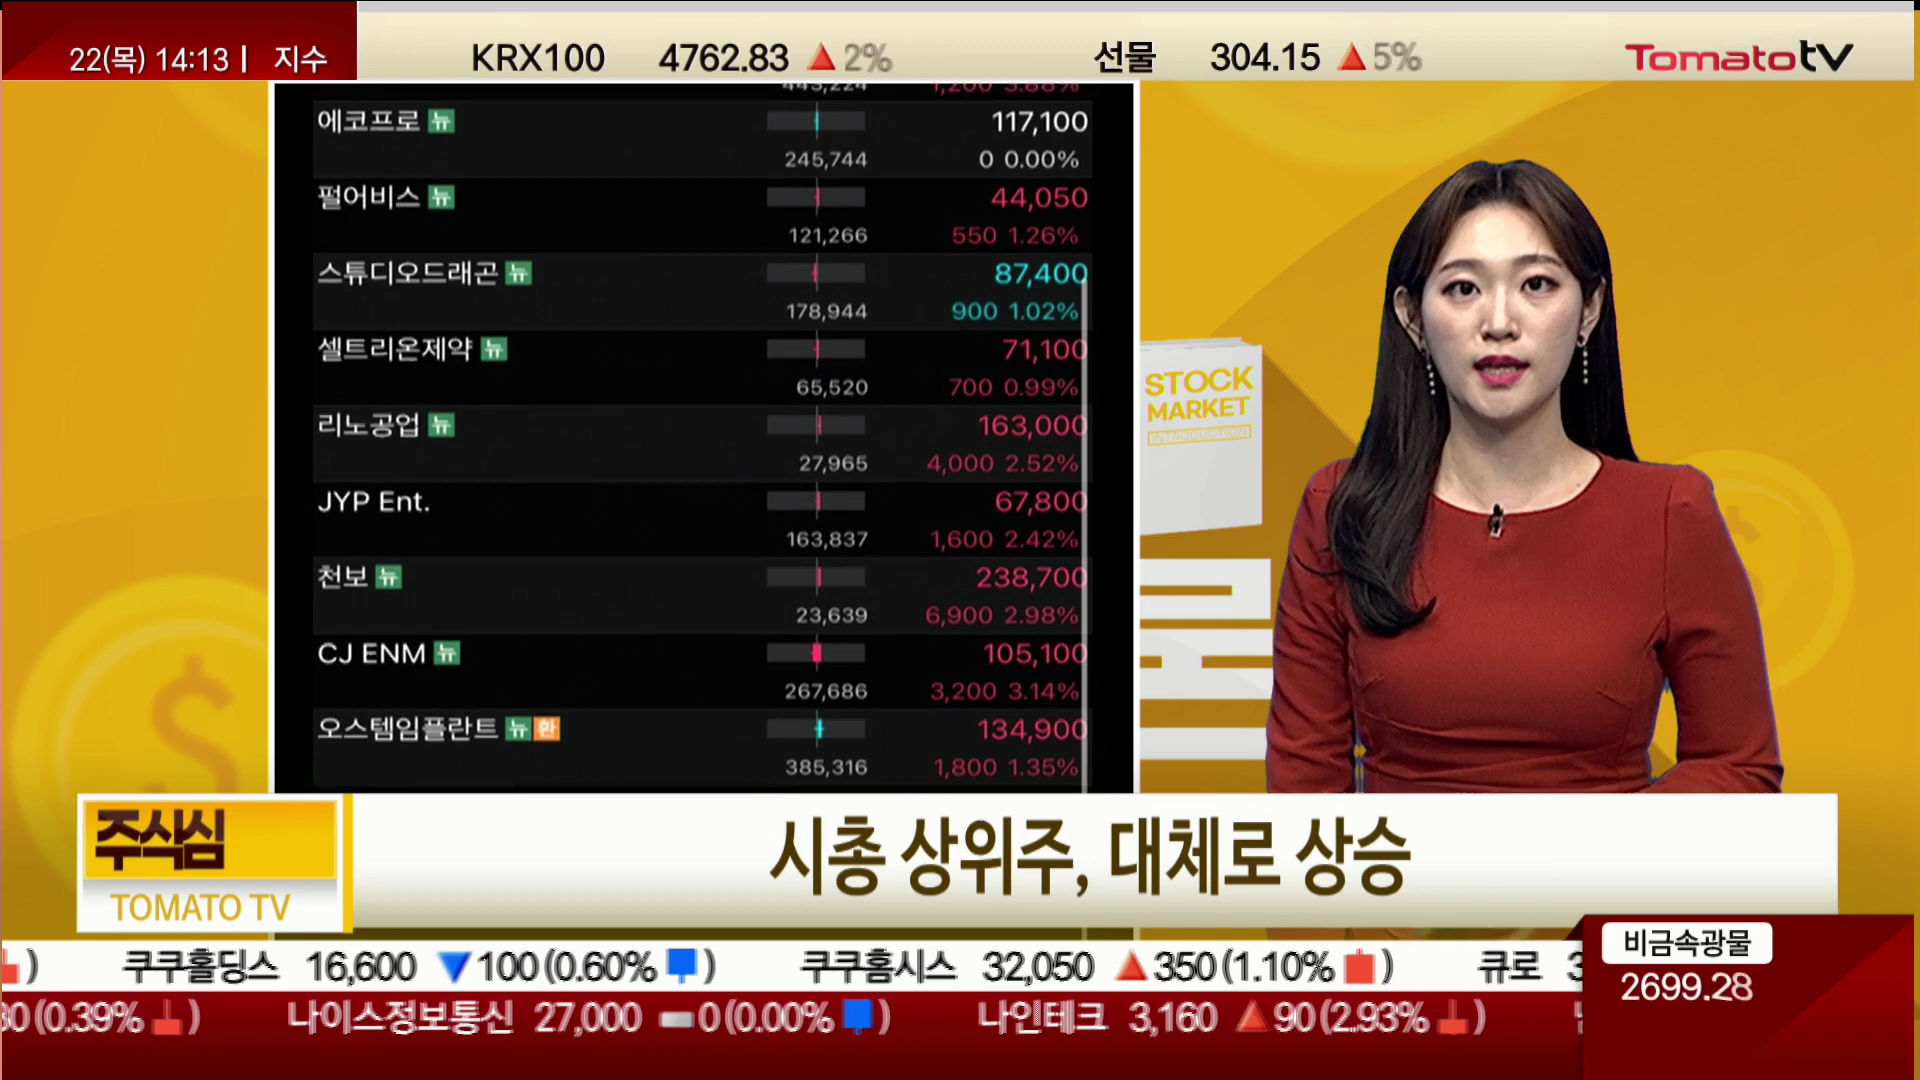 22(목) 14:13 | 지수 KRX100 4762.83 ▲ 2% 선물 304.15 ▲ 5% Tomato tv
445,224 1,200 3.88%
에코프로 뉴 117,100
245,744 0 0.00%
펄어비스 뉴 44,050
121,266 550 1.26%
스튜디오드래곤 뉴 87,400
178,944 900 1.02%
셀트리온제약 뉴 71,100
65,520 700 0.99%
리노공업 뉴 163,000
27,965 4,000 2.52%
JYP Ent. 67,800
163,837 1,600 2.42%
천보 뉴 238,700
23,639 6,900 2.98%
CJ ENM 뉴 105,100
267,686 3,200 3.14%
오스템임플란트 뉴 환 134,900
385,316 1,800 1.35%
STOCK
MARKET
INTRODUCTION
주식심
TOMATO TV
시총 상위주, 대체로 상승
) 쿠쿠홀딩스 16,600 ▼100(0.60% ) 쿠쿠홈시스 32,050 ▲350(1.10% ) 큐로
(0.39% ) 나이스정보통신 27,000 0(0.00% ) 나인테크 3,160 ▲90(2.93% )
비금속광물
2699.28